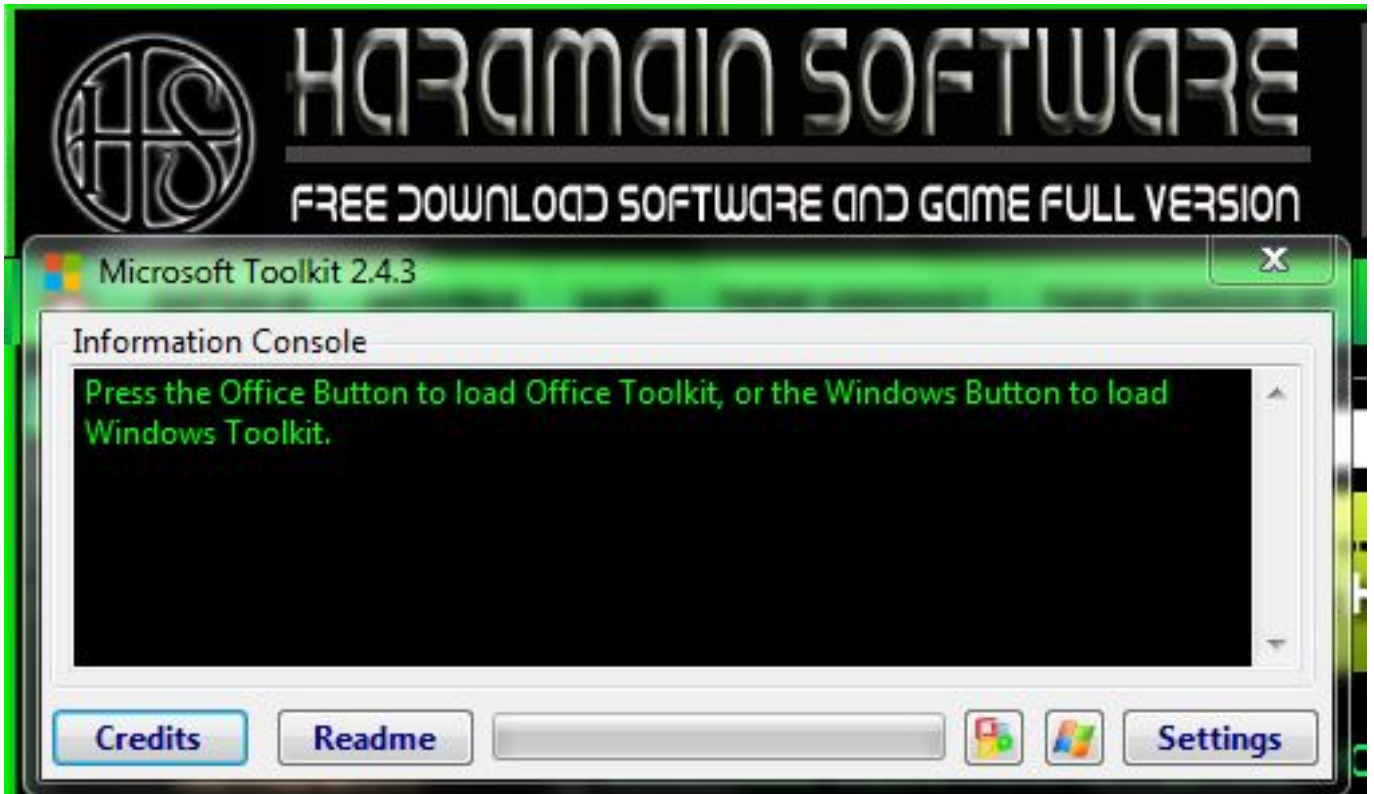 HS
HARAMAIN SOFTWARE
FREE DOWNLOAD SOFTWARE AND GAME FULL VERSION
Microsoft Toolkit 2.4.3
Information Console
Press the Office Button to load Office Toolkit, or the Windows Button to load
Windows Toolkit.
Credits
Readme
Settings